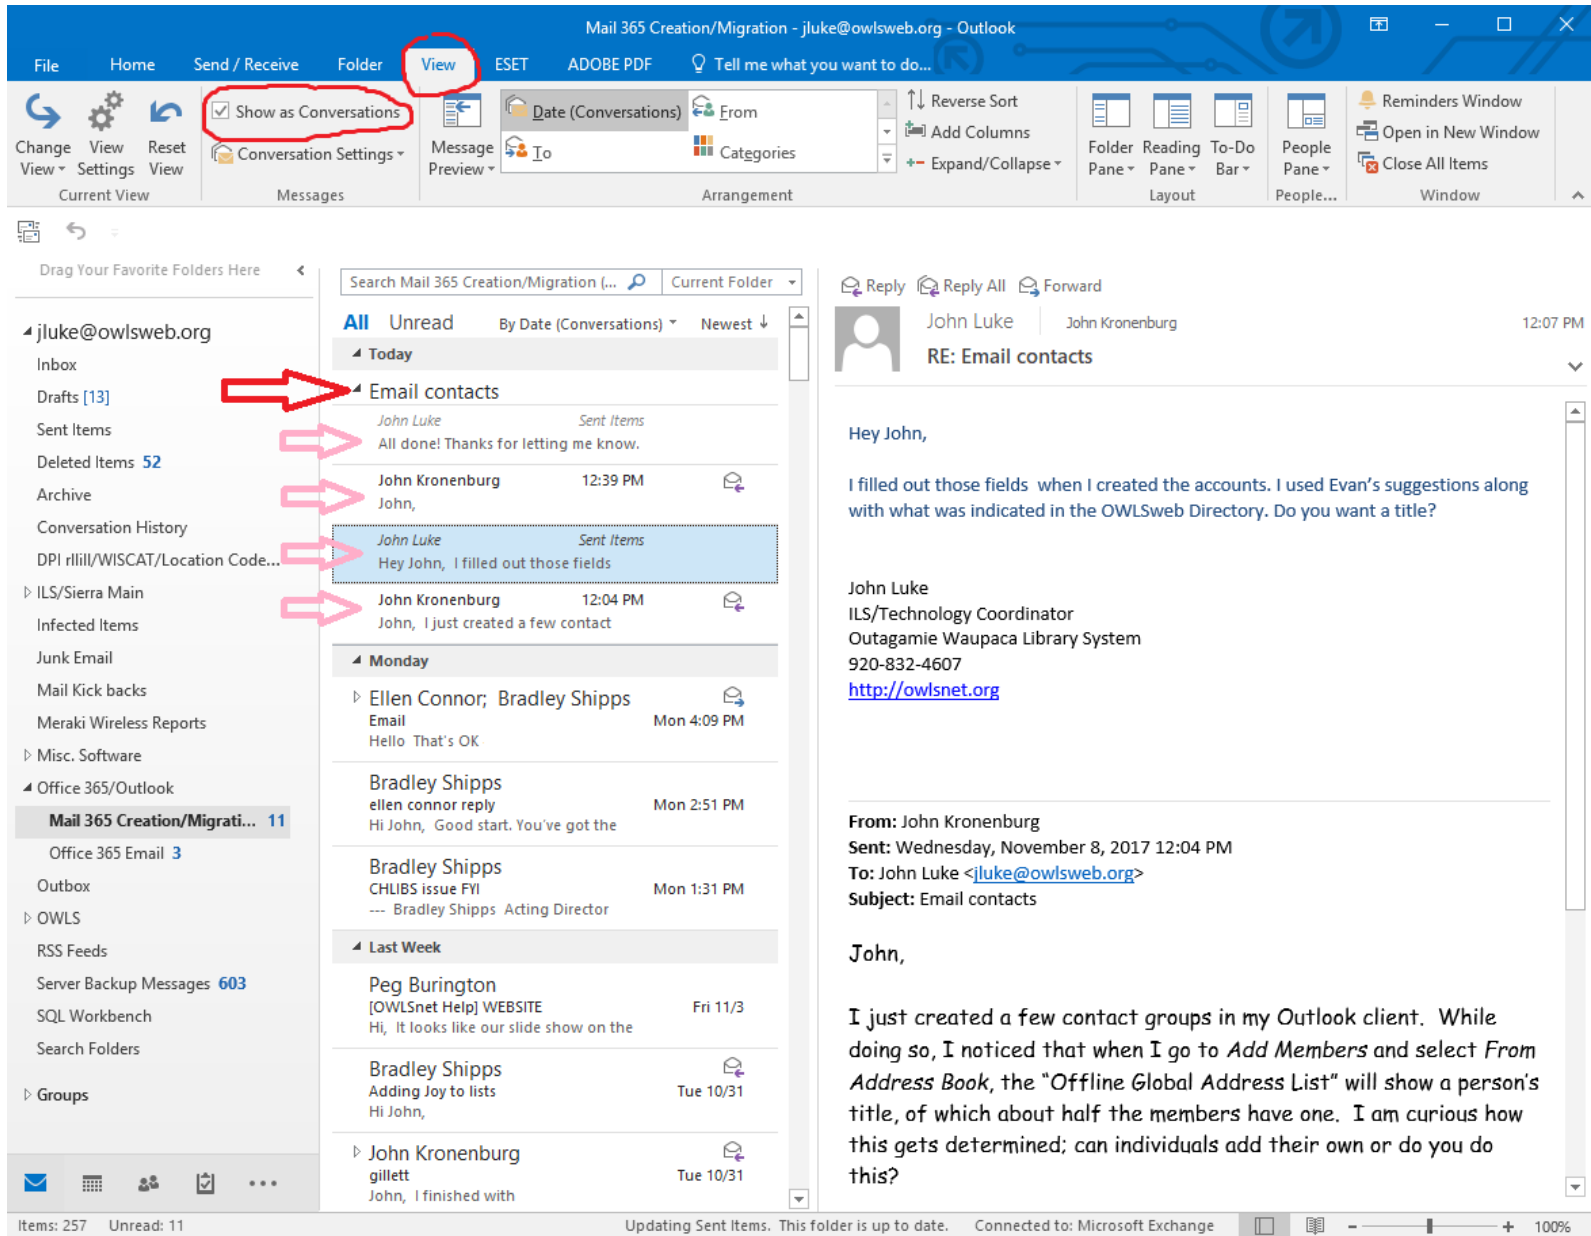 Mail 365 Creation/Migration - jluke@owlsweb.org - Outlook
File Home Send / Receive Folder View ESET ADOBE PDF Tell me what you want to do...
Change View
View Settings
Reset View
Current View
Show as Conversations
Conversation Settings
Messages
Message Preview
Date (Conversations)
From
To
Categories
Reverse Sort
Add Columns
Expand/Collapse
Arrangement
Folder Pane
Reading Pane
To-Do Bar
Layout
People Pane
People...
Reminders Window
Open in New Window
Close All Items
Window
Drag Your Favorite Folders Here
jluke@owlsweb.org
Inbox
Drafts [13]
Sent Items
Deleted Items 52
Archive
Conversation History
DPI rllill/WISCAT/Location Code...
ILS/Sierra Main
Infected Items
Junk Email
Mail Kick backs
Meraki Wireless Reports
Misc. Software
Office 365/Outlook
Mail 365 Creation/Migrati... 11
Office 365 Email 3
Outbox
OWLS
RSS Feeds
Server Backup Messages 603
SQL Workbench
Search Folders
Groups
Search Mail 365 Creation/Migration (... Current Folder
All Unread By Date (Conversations) Newest
Today
Email contacts
John Luke Sent Items
All done! Thanks for letting me know.
John Kronenburg 12:39 PM
John,
John Luke Sent Items
Hey John, I filled out those fields
John Kronenburg 12:04 PM
John, I just created a few contact
Monday
Ellen Connor; Bradley Shipps
Email Mon 4:09 PM
Hello That's OK
Bradley Shipps
ellen connor reply Mon 2:51 PM
Hi John, Good start. You've got the
Bradley Shipps
CHLIBS issue FYI Mon 1:31 PM
--- Bradley Shipps Acting Director
Last Week
Peg Burington
[OWLSnet Help] WEBSITE Fri 11/3
Hi, It looks like our slide show on the
Bradley Shipps
Adding Joy to lists Tue 10/31
Hi John,
John Kronenburg
gillett Tue 10/31
John, I finished with
Reply Reply All Forward
John Luke John Kronenburg 12:07 PM
RE: Email contacts
Hey John,
I filled out those fields when I created the accounts. I used Evan's suggestions along
with what was indicated in the OWLSweb Directory. Do you want a title?
John Luke
ILS/Technology Coordinator
Outagamie Waupaca Library System
920-832-4607
http://owlsnet.org
From: John Kronenburg
Sent: Wednesday, November 8, 2017 12:04 PM
To: John Luke <jluke@owlsweb.org>
Subject: Email contacts
John,
I just created a few contact groups in my Outlook client. While
doing so, I noticed that when I go to Add Members and select From
Address Book, the “Offline Global Address List” will show a person's
title, of which about half the members have one. I am curious how
this gets determined; can individuals add their own or do you do
this?
Items: 257 Unread: 11 Updating Sent Items. This folder is up to date. Connected to: Microsoft Exchange 100%